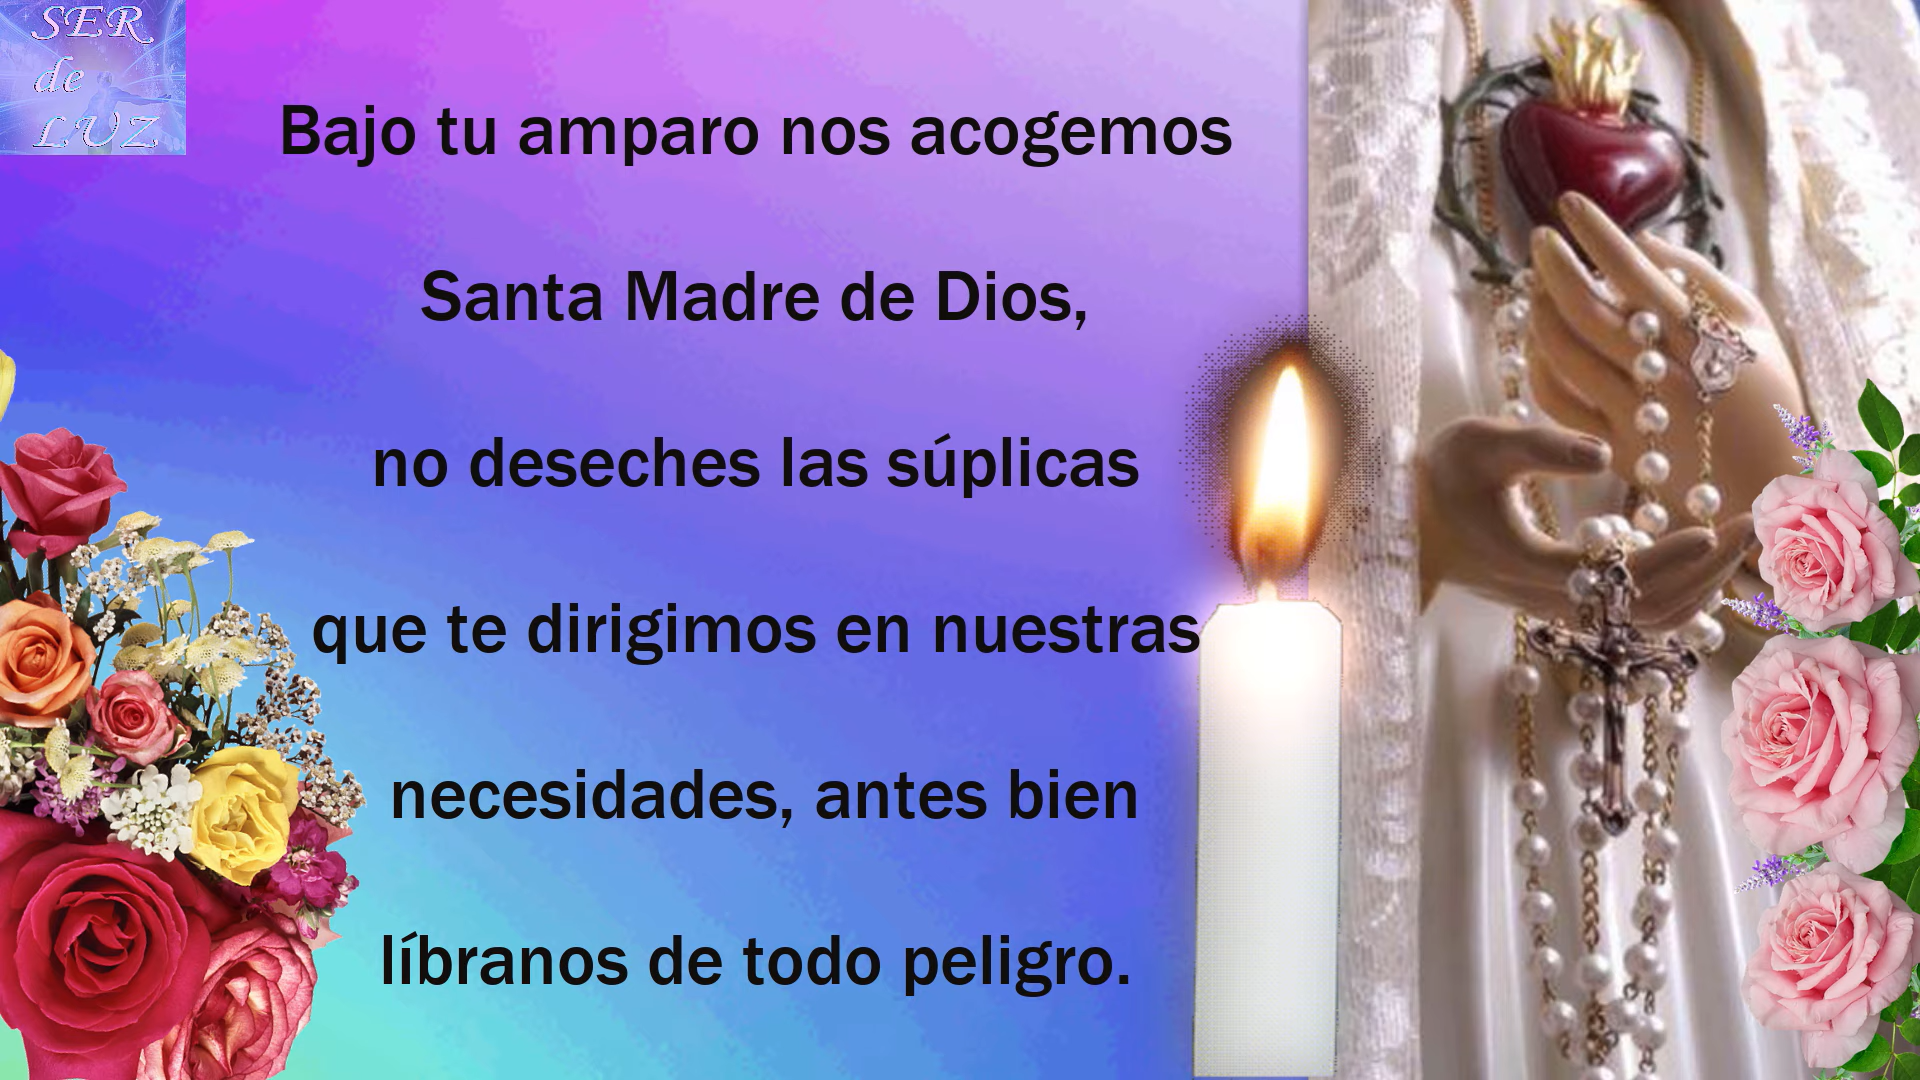 SER
de
LUZ
Bajo tu amparo nos acogemos
Santa Madre de Dios,
no deseches las súplicas
que te dirigimos en nuestras
necesidades, antes bien
líbranos de todo peligro.